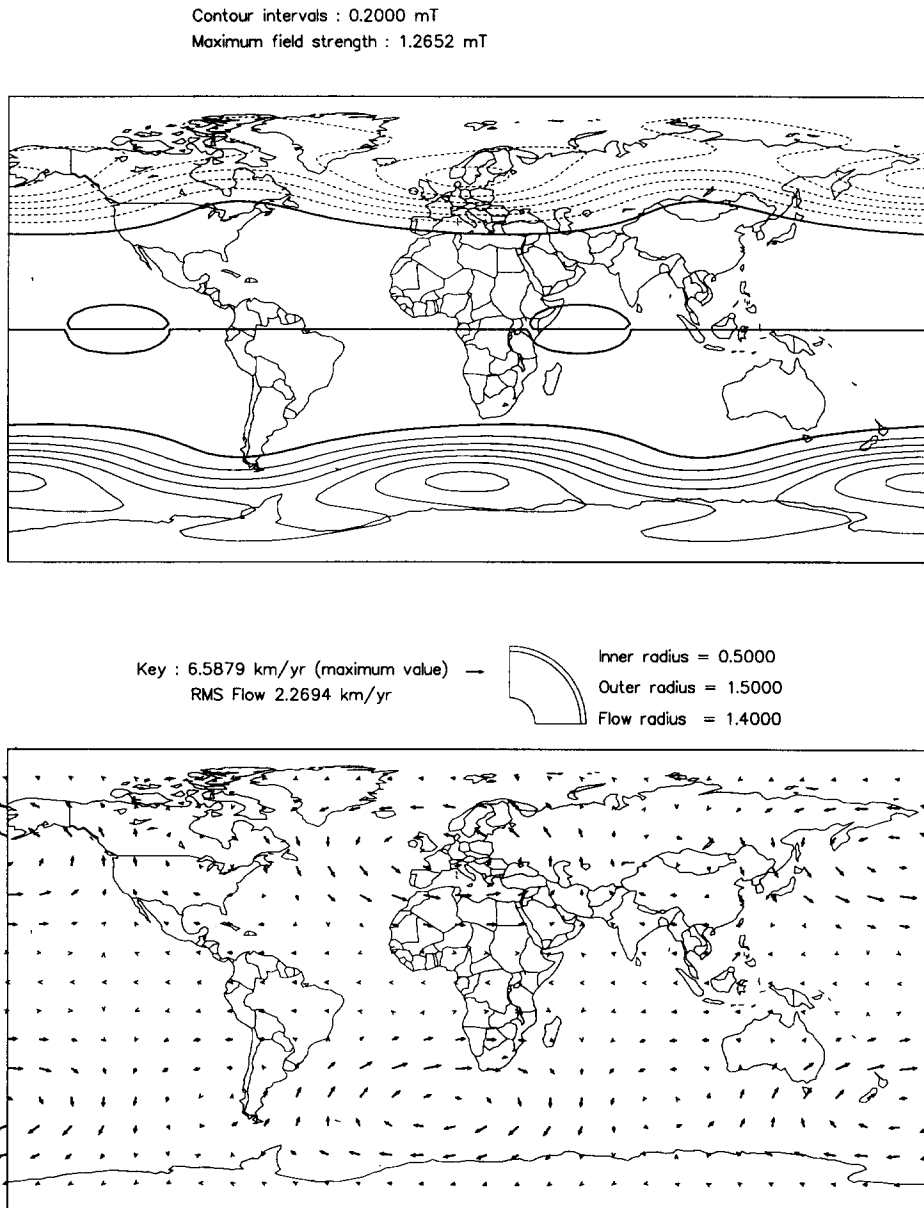 Contour intervals : 0.2000 mT
Maximum field strength : 1.2652 mT
Key : 6.5879 km/yr (maximum value) →
RMS Flow 2.2694 km/yr
Inner radius = 0.5000
Outer radius = 1.5000
Flow radius = 1.4000